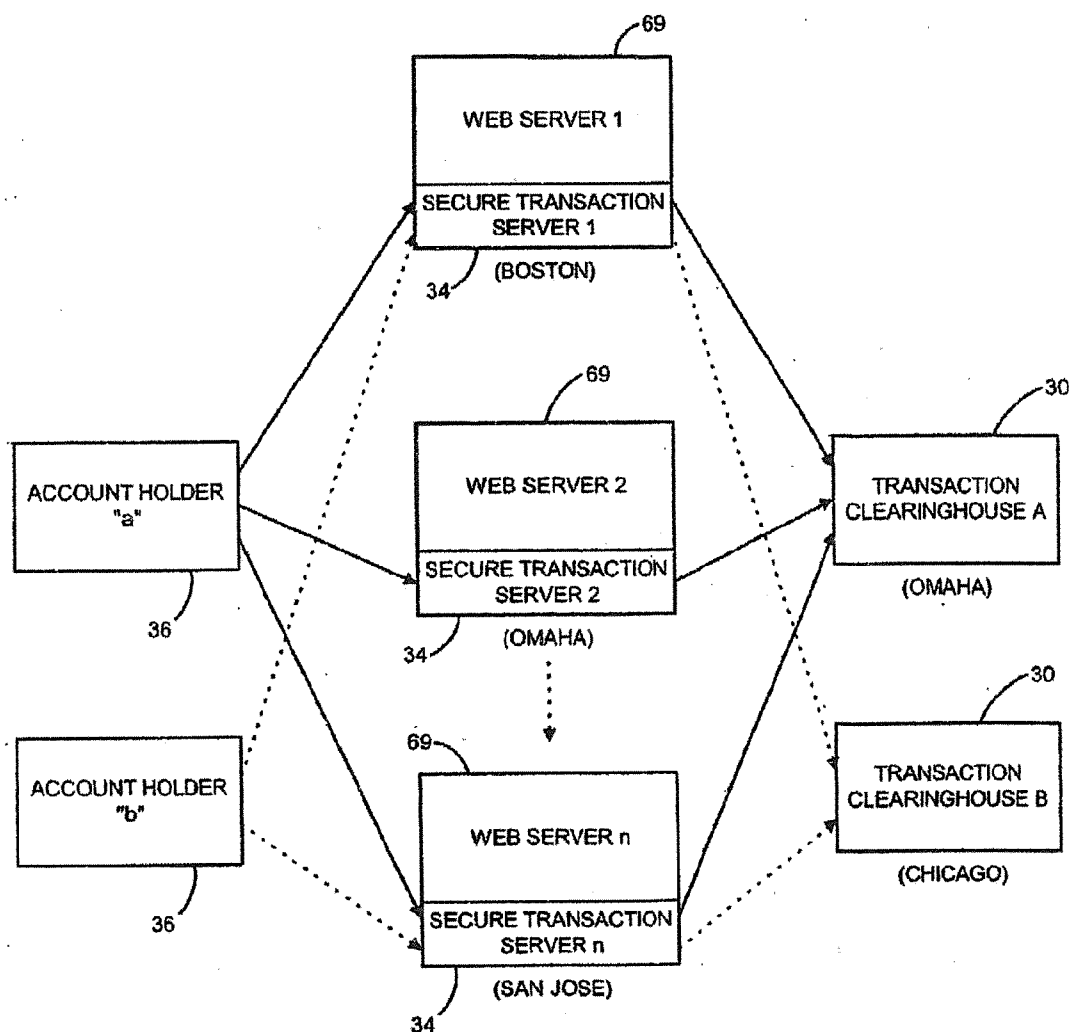 69
WEB SERVER 1
SECURE TRANSACTION
SERVER 1
34
(BOSTON)
69
30
ACCOUNT HOLDER
"a"
WEB SERVER 2
TRANSACTION
CLEARINGHOUSE A
SECURE TRANSACTION
SERVER 2
36
34
(OMAHA)
(OMAHA)
30
69
ACCOUNT HOLDER
"b"
TRANSACTION
CLEARINGHOUSE B
WEB SERVER n
36
(CHICAGO)
SECURE TRANSACTION
SERVER n
34
(SAN JOSE)